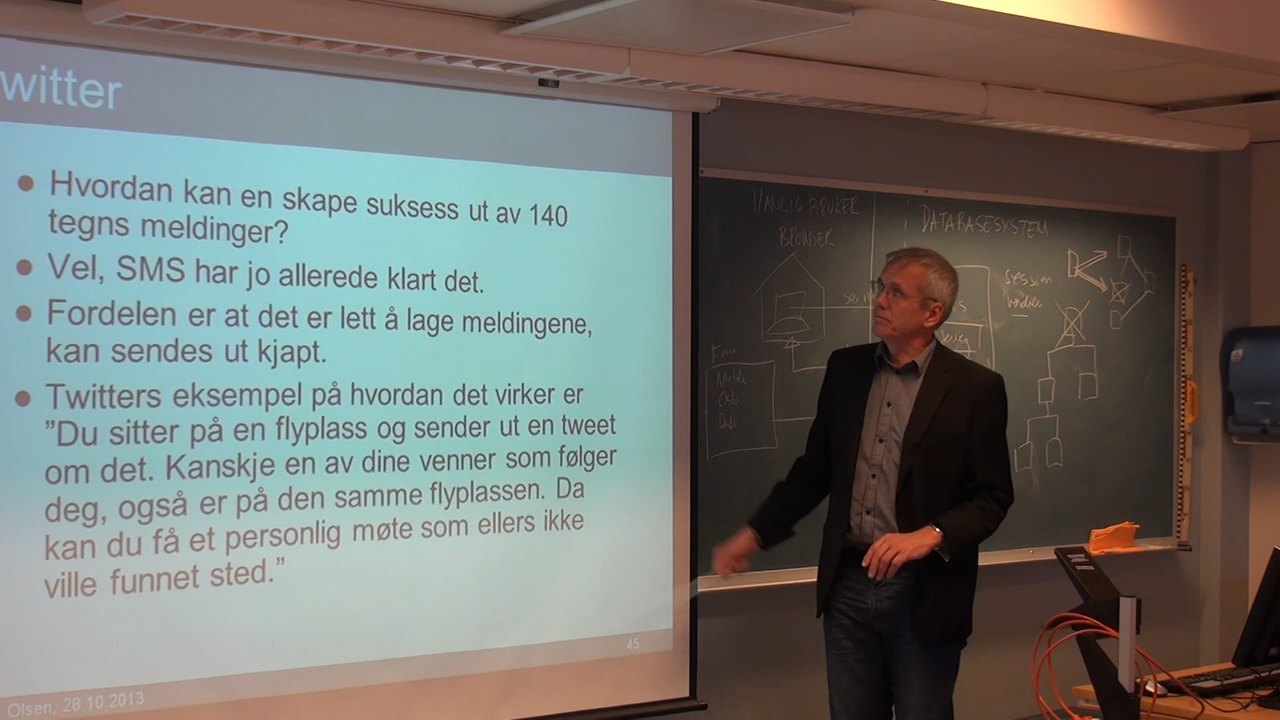 witter
Hvordan kan en skape suksess ut av 140
tegns meldinger?
Vel, SMS har jo allerede klart det.
Fordelen er at det er lett å lage meldingene,
kan sendes ut kjapt.
Twitters eksempel på hvordan det virker er
"Du sitter på en flyplass og sender ut en tweet
om det. Kanskje en av dine venner som følger
deg, også er på den samme flyplassen. Da
kan du få et personlig møte som ellers ikke
ville funnet sted."
45
Olsen, 28.10.2013
VANLIG BRUKER
BROWSER
DATABASESYSTEM
session
Form
Molde
Oslo